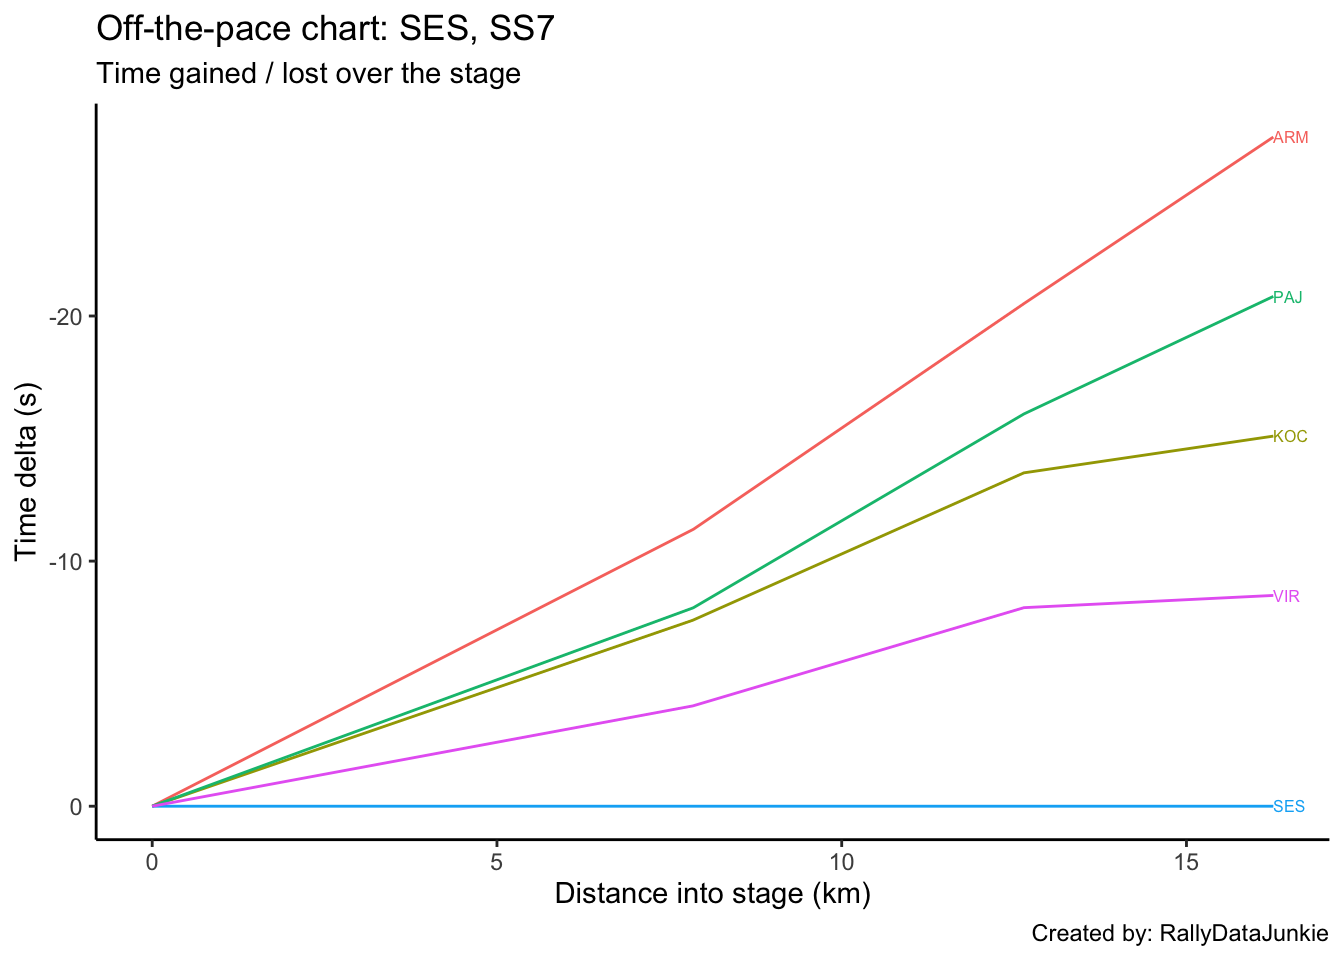 Off-the-pace chart: SES, SS7
Time gained / lost over the stage
ARM
-20
PAJ
KOC
Time delta (s)
-10
VIR
0
SES
0 5 10 15
Distance into stage (km)
Created by: RallyDataJunkie